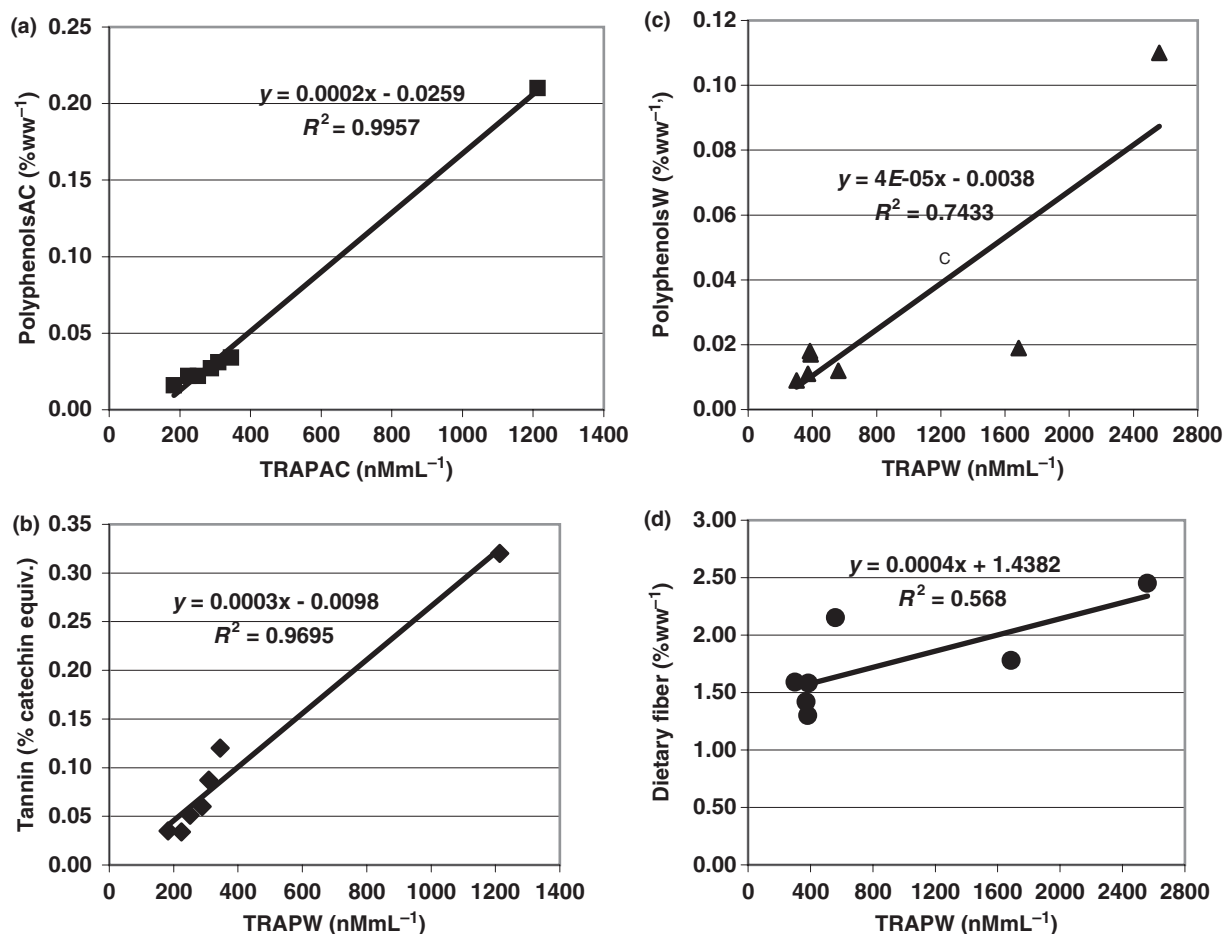 (a)
0.25
0.20
0.15
0.10
0.05
0.00
PolyphenolsAC (%ww–1)
y = 0.0002x - 0.0259
R2 = 0.9957
0 200 400 600 800 1000 1200 1400
TRAPAC (nMmL–1)
(b)
0.35
0.30
0.25
0.20
0.15
0.10
0.05
0.00
Tannin (% catechin equiv.)
y = 0.0003x - 0.0098
R2 = 0.9695
0 200 400 600 800 1000 1200 1400
TRAPW (nMmL–1)
(c)
0.12
0.10
0.08
0.06
0.04
0.02
0.00
PolyphenolsW (%ww–1,)
y = 4E-05x - 0.0038
R2 = 0.7433
C
0 400 800 1200 1600 2000 2400 2800
TRAPW (nMmL–1)
(d)
3.00
2.50
2.00
1.50
1.00
0.50
0.00
Dietary fiber (%ww–1)
y = 0.0004x + 1.4382
R2 = 0.568
0 400 800 1200 1600 2000 2400 2800
TRAPW (nMmL–1)